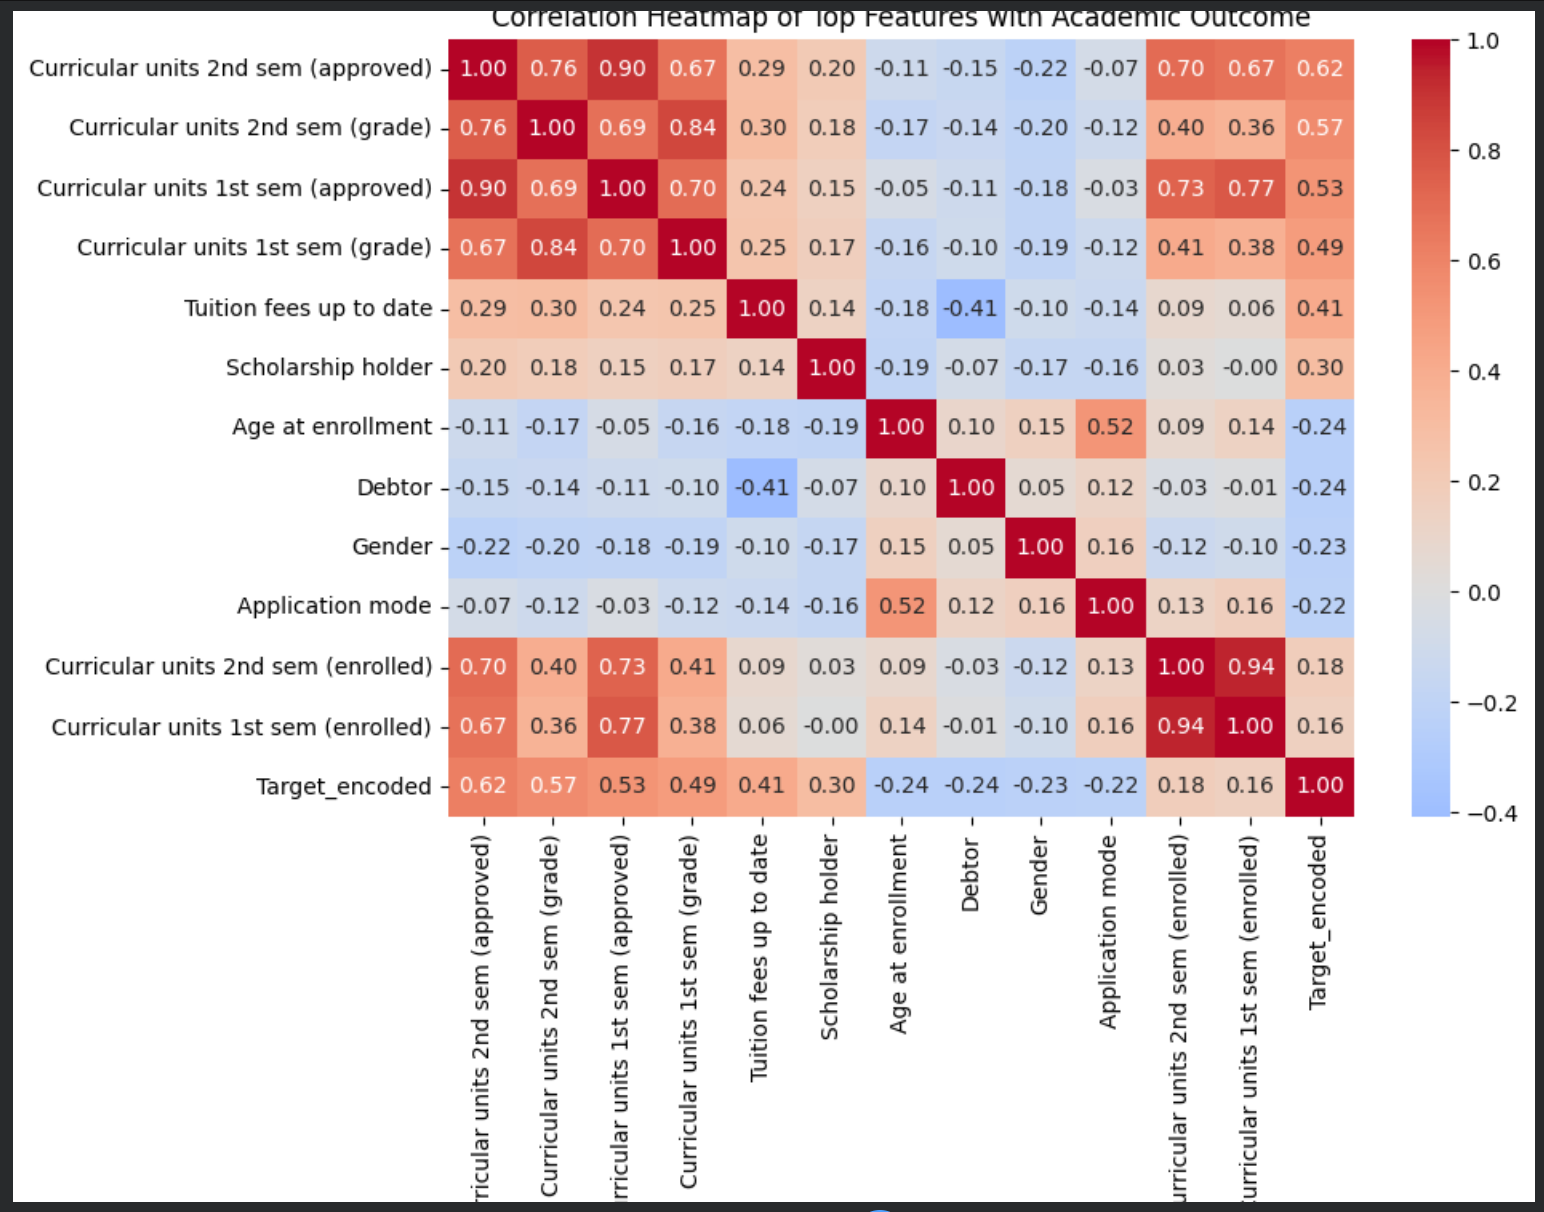 Correlation Heatmap of Top Features with Academic Outcome
Curricular units 2nd sem (approved) 1.00 0.76 0.90 0.67 0.29 0.20 -0.11 -0.15 -0.22 -0.07 0.70 0.67 0.62
Curricular units 2nd sem (grade) 0.76 1.00 0.69 0.84 0.30 0.18 -0.17 -0.14 -0.20 -0.12 0.40 0.36 0.57
Curricular units 1st sem (approved) 0.90 0.69 1.00 0.70 0.24 0.15 -0.05 -0.11 -0.18 -0.03 0.73 0.77 0.53
Curricular units 1st sem (grade) 0.67 0.84 0.70 1.00 0.25 0.17 -0.16 -0.10 -0.19 -0.12 0.41 0.38 0.49
Tuition fees up to date 0.29 0.30 0.24 0.25 1.00 0.14 -0.18 -0.41 -0.10 -0.14 0.09 0.06 0.41
Scholarship holder 0.20 0.18 0.15 0.17 0.14 1.00 -0.19 -0.07 -0.17 -0.16 0.03 -0.00 0.30
Age at enrollment -0.11 -0.17 -0.05 -0.16 -0.18 -0.19 1.00 0.10 0.15 0.52 0.09 0.14 -0.24
Debtor -0.15 -0.14 -0.11 -0.10 -0.41 -0.07 0.10 1.00 0.05 0.12 -0.03 -0.01 -0.24
Gender -0.22 -0.20 -0.18 -0.19 -0.10 -0.17 0.15 0.05 1.00 0.16 -0.12 -0.10 -0.23
Application mode -0.07 -0.12 -0.03 -0.12 -0.14 -0.16 0.52 0.12 0.16 1.00 0.13 0.16 -0.22
Curricular units 2nd sem (enrolled) 0.70 0.40 0.73 0.41 0.09 0.03 0.09 -0.03 -0.12 0.13 1.00 0.94 0.18
Curricular units 1st sem (enrolled) 0.67 0.36 0.77 0.38 0.06 -0.00 0.14 -0.01 -0.10 0.16 0.94 1.00 0.16
Target_encoded 0.62 0.57 0.53 0.49 0.41 0.30 -0.24 -0.24 -0.23 -0.22 0.18 0.16 1.00
rricular units 2nd sem (approved)
Curricular units 2nd sem (grade)
rricular units 1st sem (approved)
Curricular units 1st sem (grade)
Tuition fees up to date
Scholarship holder
Age at enrollment
Debtor
Gender
Application mode
urricular units 2nd sem (enrolled)
urricular units 1st sem (enrolled)
Target_encoded
1.0
0.8
0.6
0.4
0.2
0.0
−0.2
−0.4